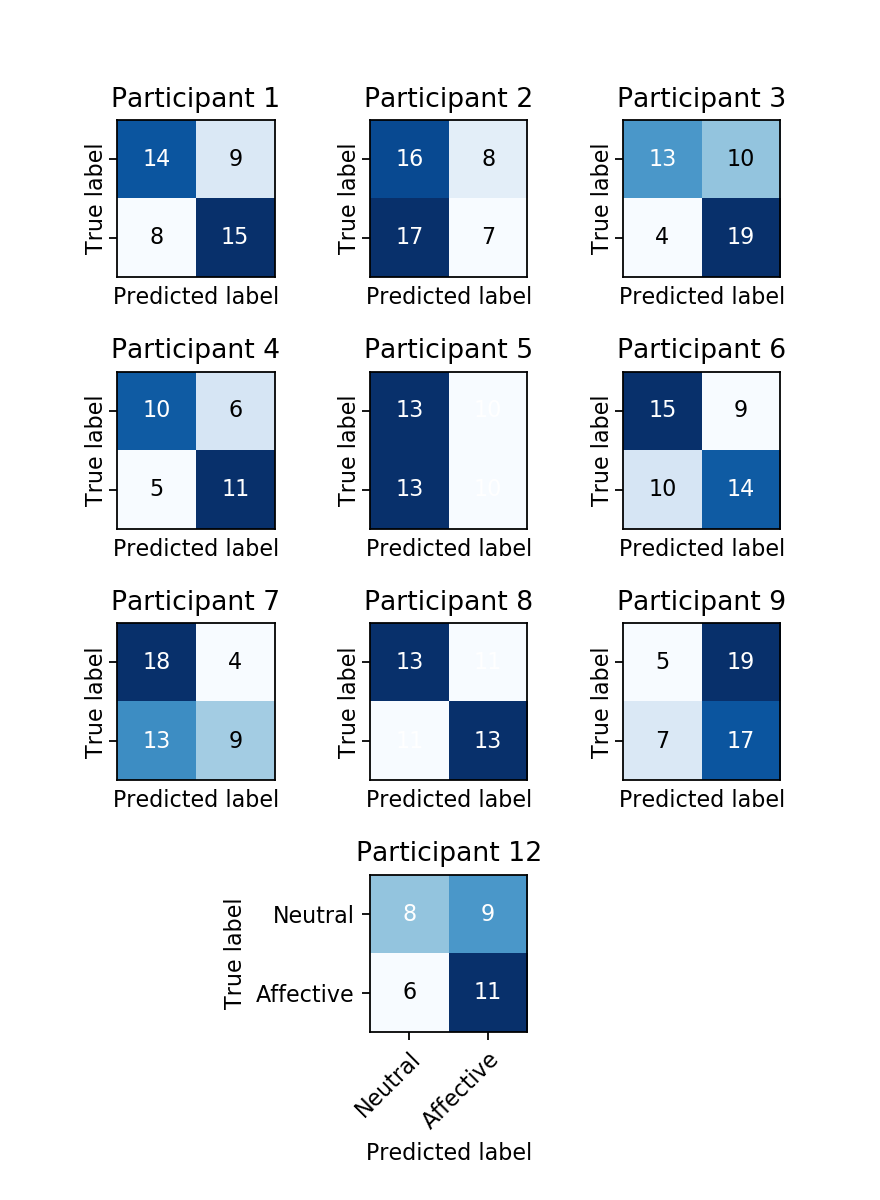 Participant 1 Participant 2 Participant 3
True label 14 9 True label 16 8 True label 13 10
8 15 17 7 4 19
Predicted label Predicted label Predicted label
Participant 4 Participant 5 Participant 6
True label 10 6 True label 13 10 True label 15 9
5 11 13 10 10 14
Predicted label Predicted label Predicted label
Participant 7 Participant 8 Participant 9
True label 18 4 True label 13 11 True label 5 19
13 9 11 13 7 17
Predicted label Predicted label Predicted label
Participant 12
True label Neutral 8 9
Affective 6 11
Neutral Affective
Predicted label